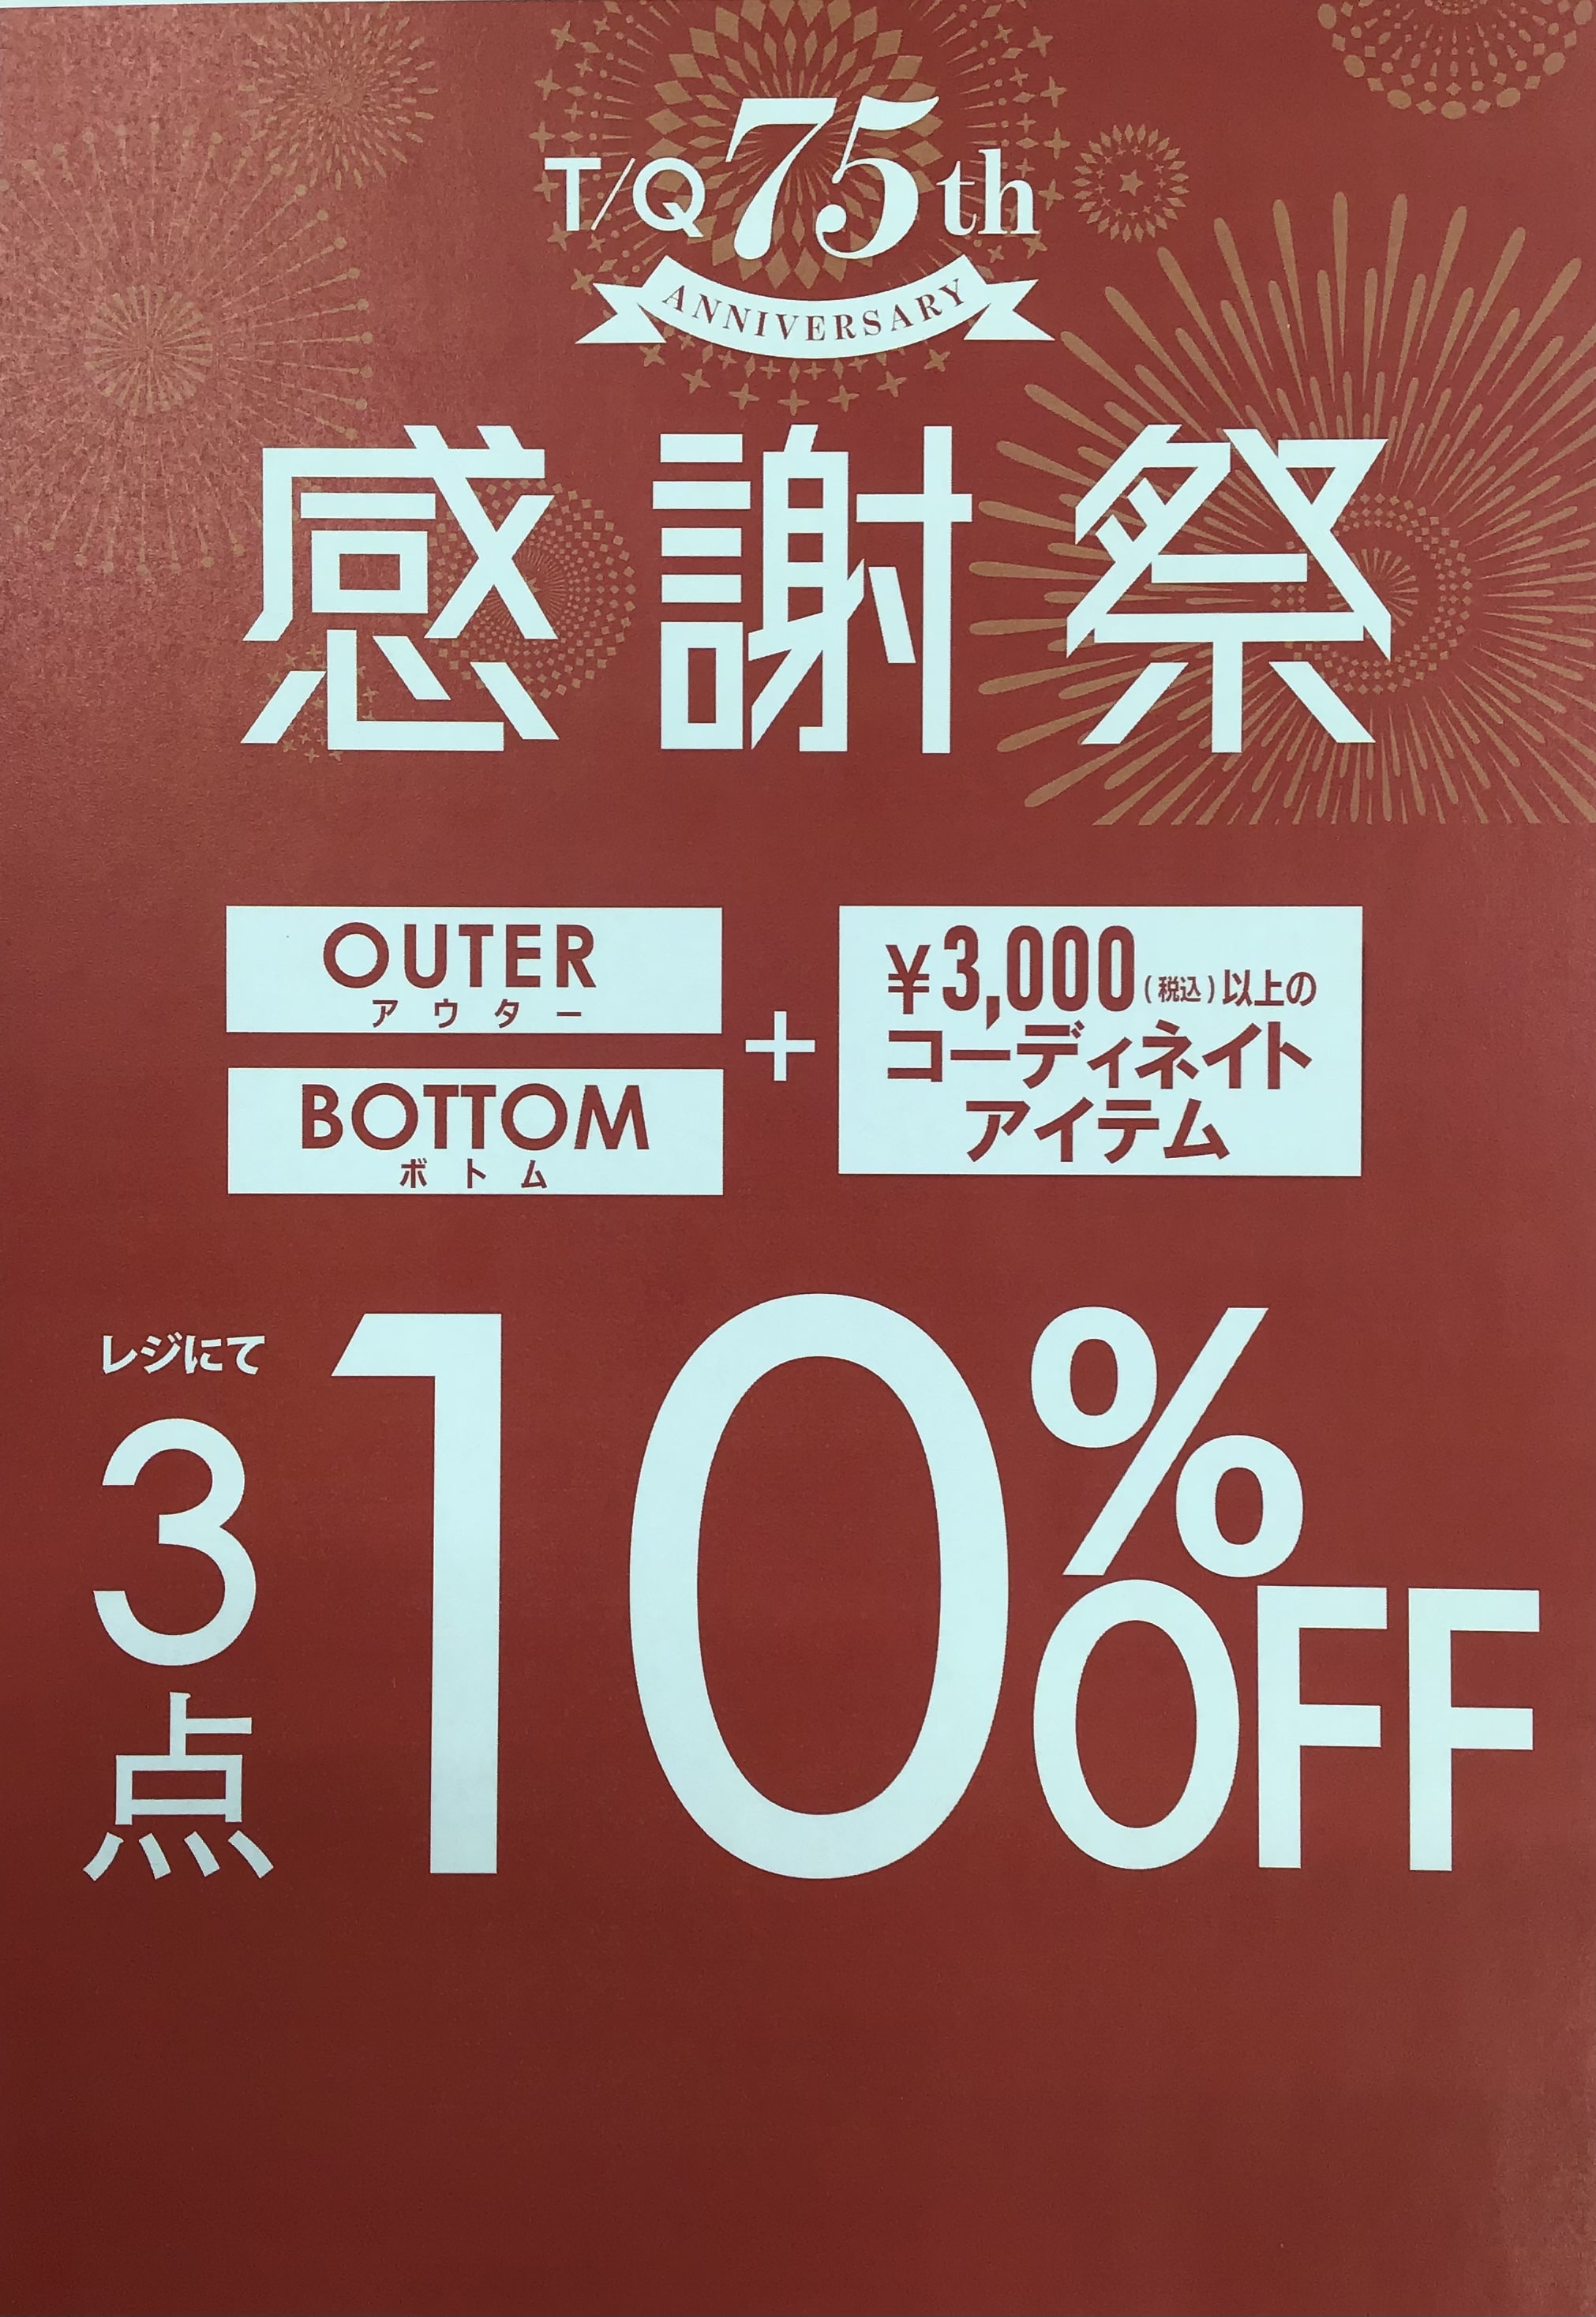 T/Q 75th
ANNIVERSARY
感謝祭
OUTER
アウター
BOTTOM
ボトム
+
¥3,000(税込)以上の
コーディネイト
アイテム
レジにて
3点
10%OFF